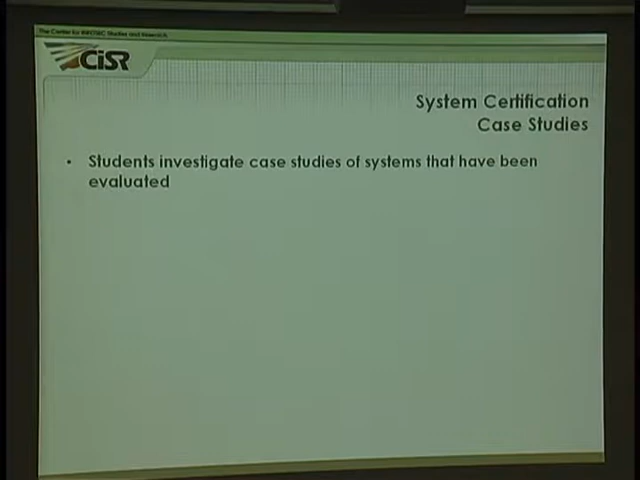 The Center for INFOSEC Studies and Research
CISR
System Certification
Case Studies
• Students investigate case studies of systems that have been
evaluated